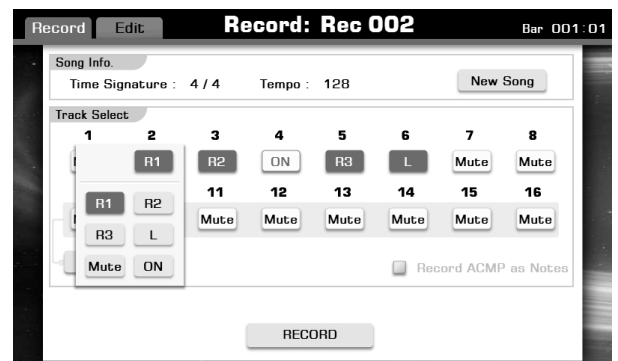 Record Edit Record: Rec 002 Bar 001:01
Song Info.
Time Signature : 4 / 4 Tempo : 128 New Song
Track Select
1 2 3 4 5 6 7 8
R1 R2 ON R3 L Mute Mute
11 12 13 14 15 16
R1 R2 Mute Mute Mute Mute Mute Mute
R3 L
Mute ON Record ACMP as Notes
RECORD